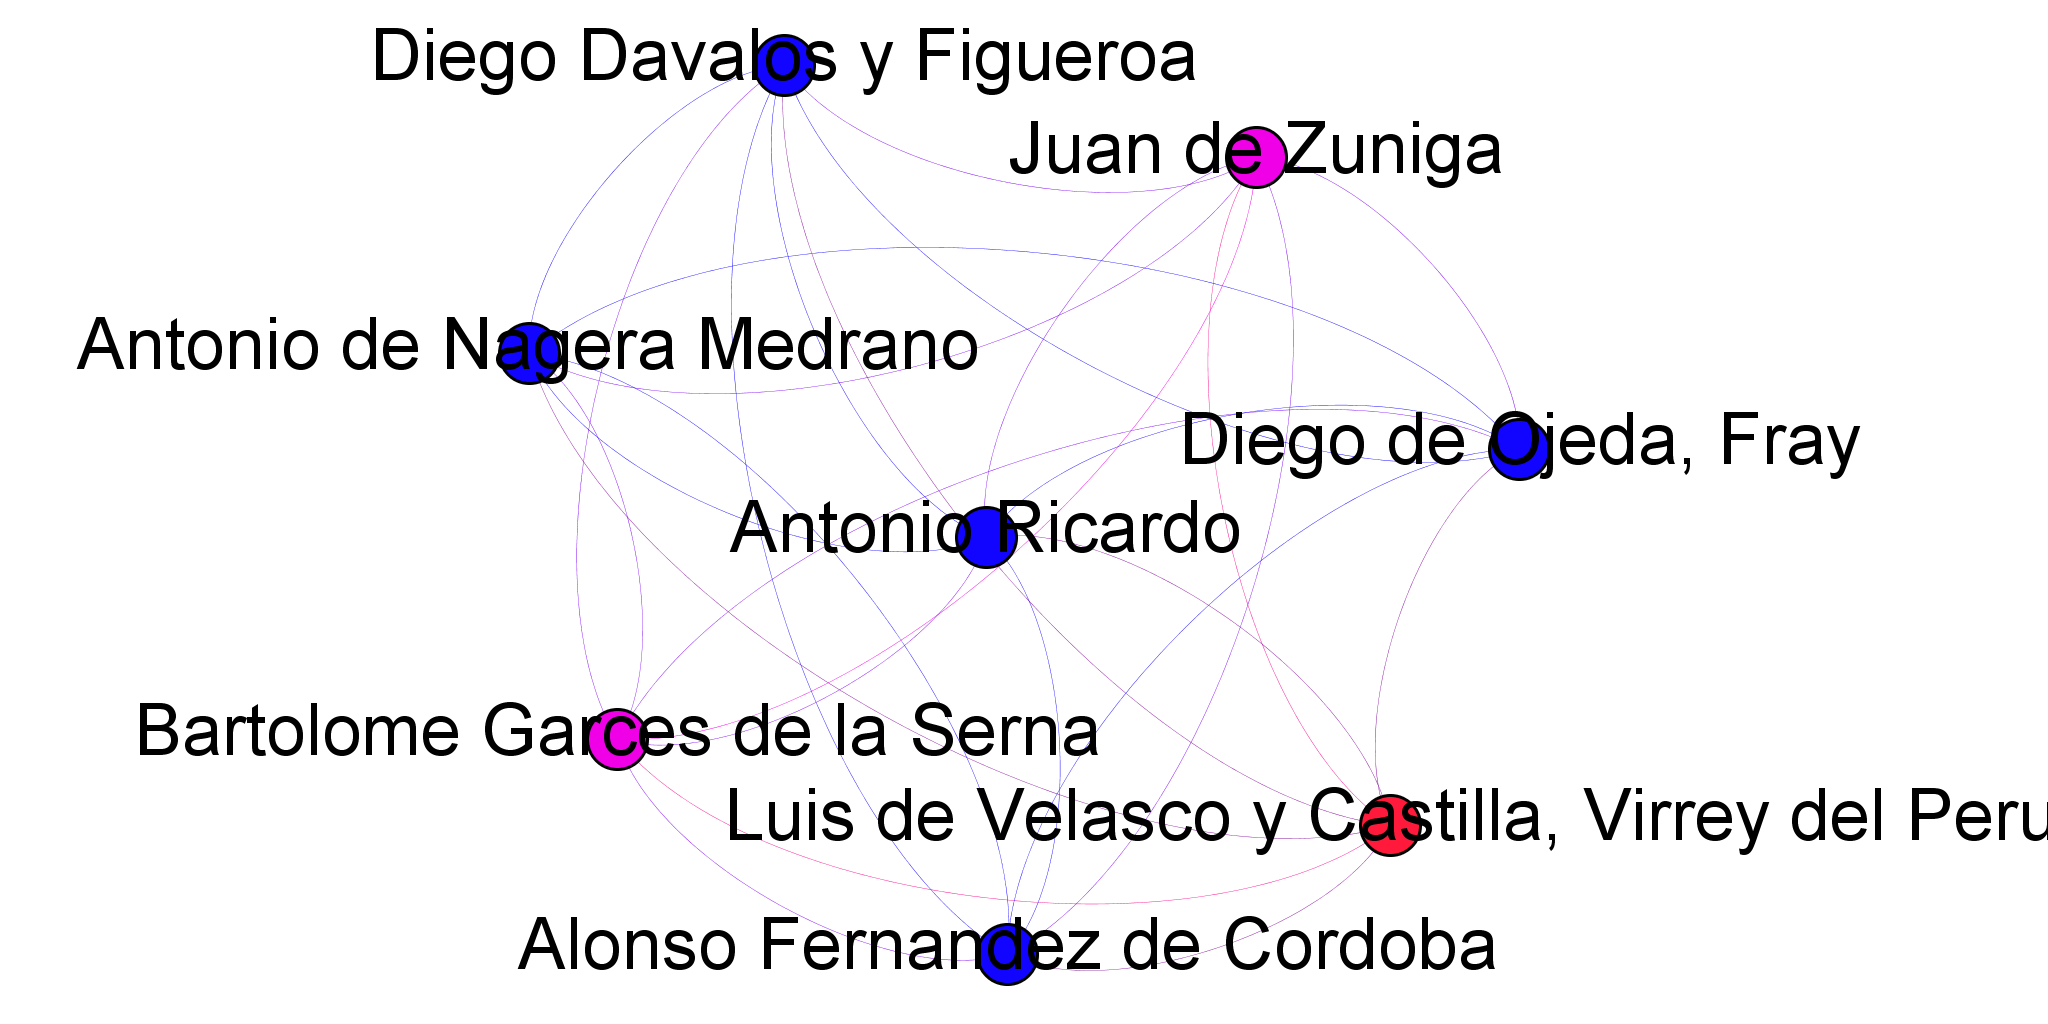 Diego Davalos y Figueroa
Juan de Zuniga
Antonio de Nagera Medrano
Diego de Ojeda, Fray
Antonio Ricardo
Bartolome Garces de la Serna
Luis de Velasco y Castilla, Virrey del Peru
Alonso Fernandez de Cordoba